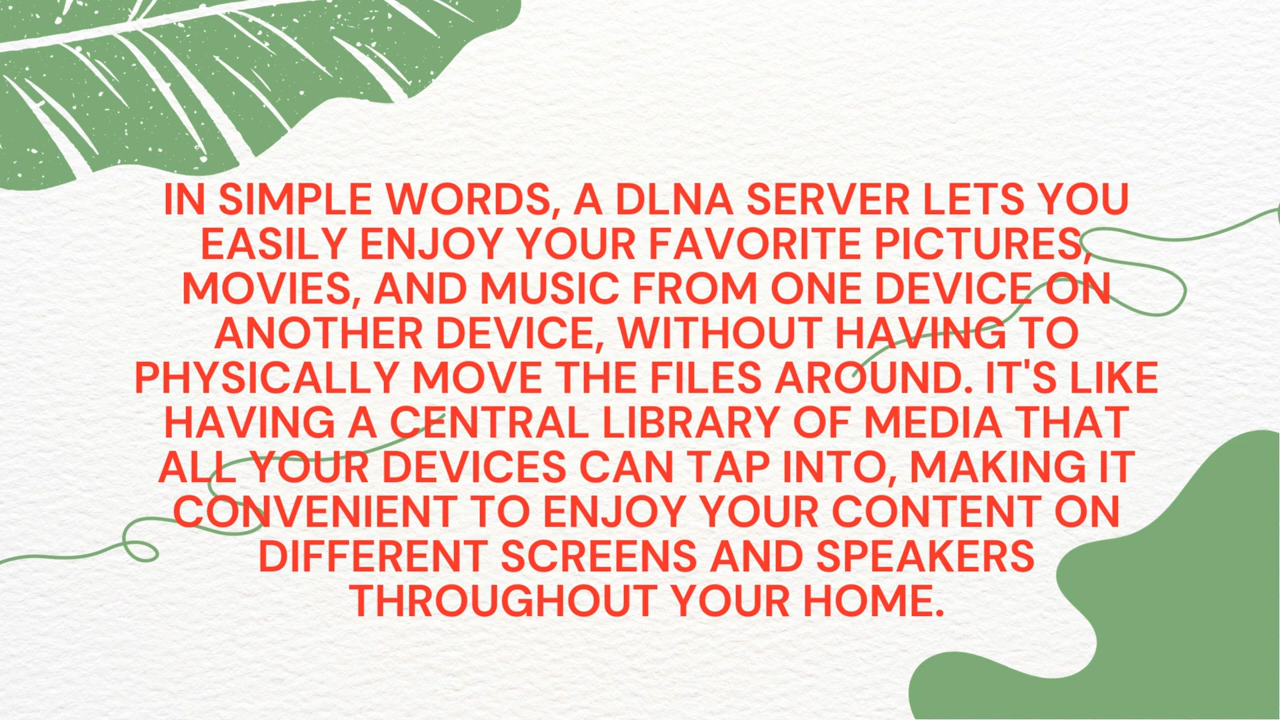 IN SIMPLE WORDS, A DLNA SERVER LETS YOU
EASILY ENJOY YOUR FAVORITE PICTURES,
MOVIES, AND MUSIC FROM ONE DEVICE ON
ANOTHER DEVICE, WITHOUT HAVING TO
PHYSICALLY MOVE THE FILES AROUND. IT'S LIKE
HAVING A CENTRAL LIBRARY OF MEDIA THAT
ALL YOUR DEVICES CAN TAP INTO, MAKING IT
CONVENIENT TO ENJOY YOUR CONTENT ON
DIFFERENT SCREENS AND SPEAKERS
THROUGHOUT YOUR HOME.